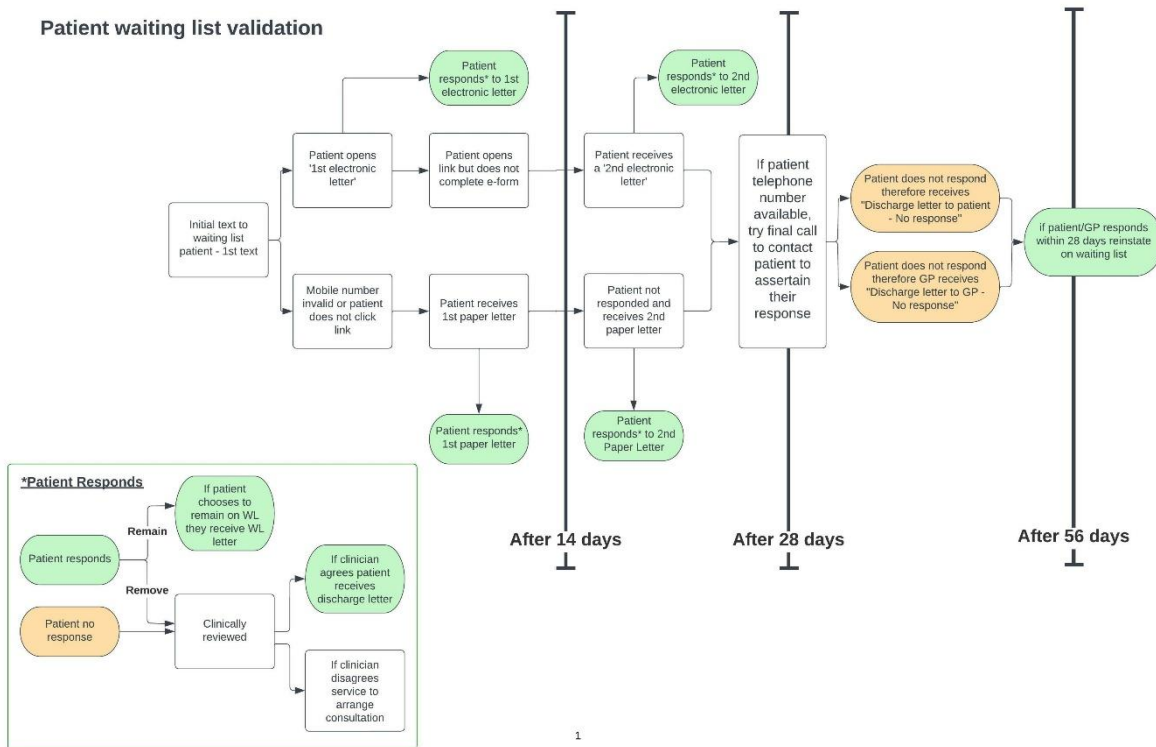 Patient waiting list validation
Patient
responds* to 1st
electronic letter
Patient
responds* to 2nd
electronic letter
Patient opens
'1st electronic
letter'
Patient opens
link but does not
complete e-form
Patient receives
a '2nd electronic
letter'
Initial text to
waiting list
patient - 1st text
If patient
telephone
number
available,
try final call
to contact
patient to
assertain
their
response
Patient does not respond
therefore receives
"Discharge letter to patient
- No response"
Patient does not respond
therefore GP receives
"Discharge letter to GP -
No response"
if patient/GP responds
within 28 days reinstate
on waiting list
Mobile number
invalid or patient
does not click
link
Patient receives
1st paper letter
Patient not
responded and
receives 2nd
paper letter
Patient responds*
1st paper letter
Patient
responds* to 2nd
Paper Letter
After 14 days
After 28 days
After 56 days
*Patient Responds
If patient
chooses to
remain on WL
they receive WL
letter
Remain
Patient responds
Remove
If clinician
agrees patient
receives
discharge letter
Patient no
response
Clinically
reviewed
If clinician
disagrees
service to
arrange
consultation
1